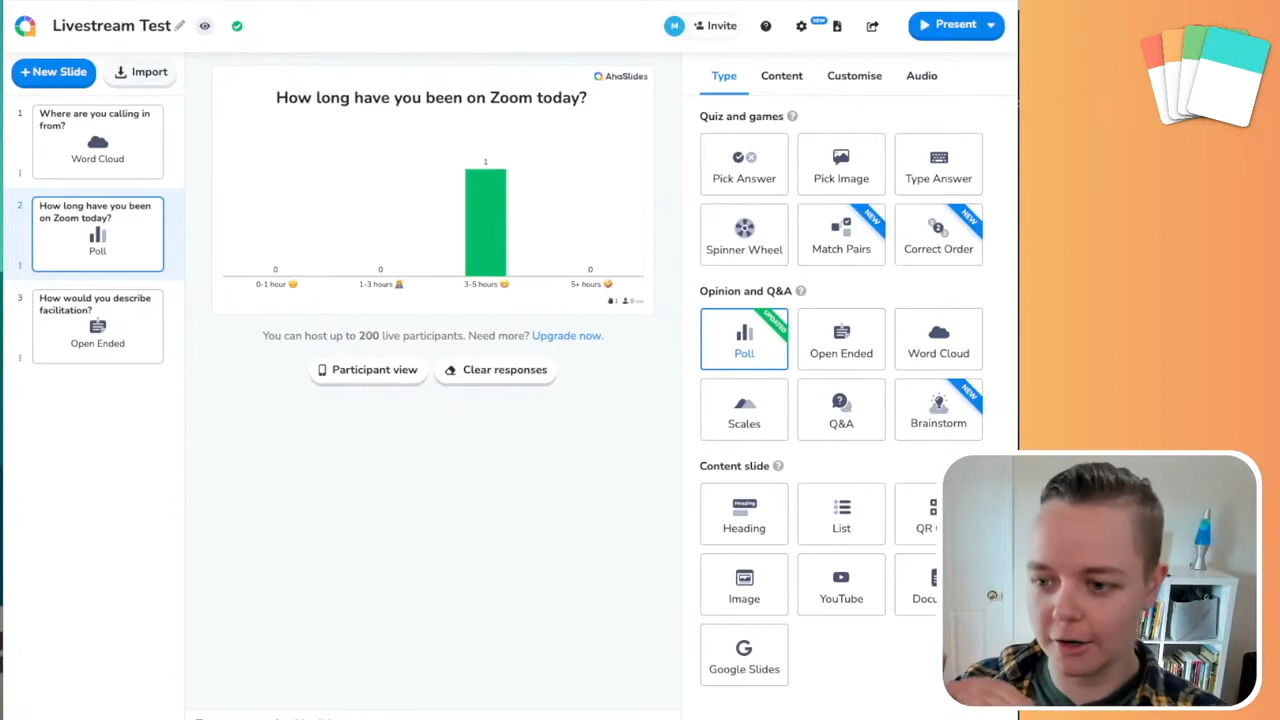 Livestream Test
M
Invite
NEW
Present
+ New Slide
Import
1
Where are you calling in
from?
Word Cloud
2
How long have you been
on Zoom today?
Poll
3
How would you describe
facilitation?
Open Ended
AhaSlides
How long have you been on Zoom today?
0
0
1
0
0-1 hour
1-3 hours
3-5 hours
5+ hours
1
You can host up to 200 live participants. Need more? Upgrade now.
Participant view
Clear responses
Type
Content
Customise
Audio
Quiz and games
Pick Answer
Pick Image
Type Answer
Spinner Wheel
NEW
Match Pairs
NEW
Correct Order
Opinion and Q&A
UPDATED
Poll
Open Ended
Word Cloud
Scales
Q&A
NEW
Brainstorm
Content slide
Heading
Heading
List
QR
Image
YouTube
Docu
Google Slides